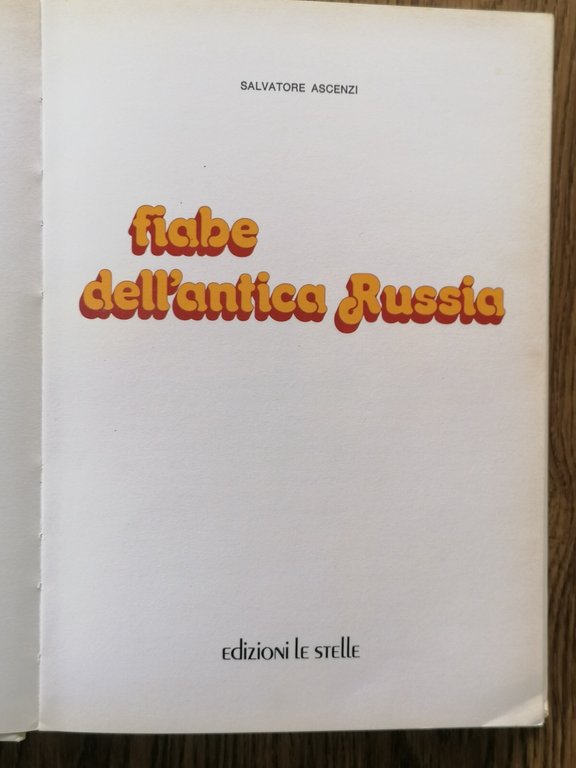 SALVATORE ASCENZI
fiabe
dell'antica Russia
Edizioni le stelle